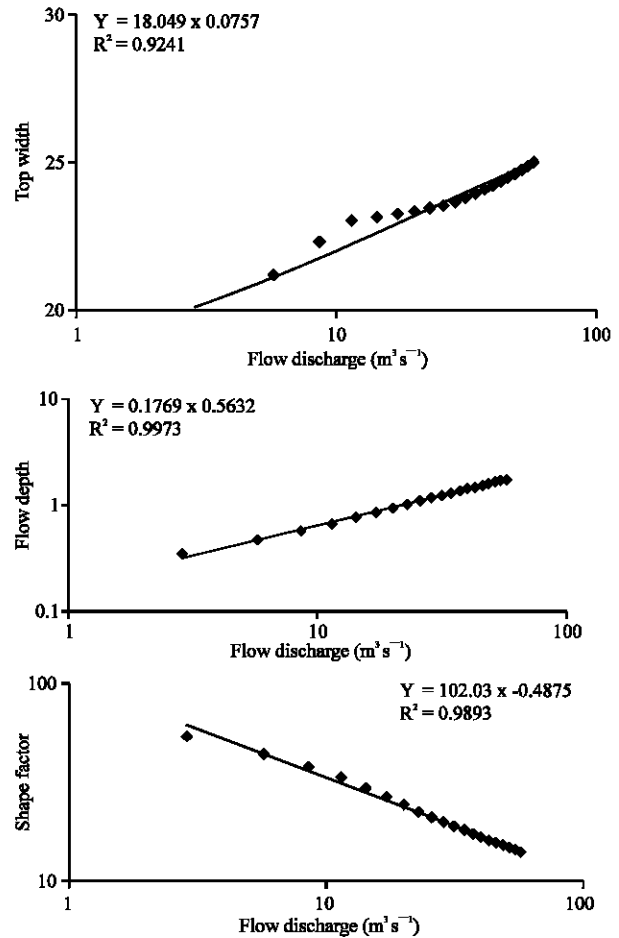 30
Y = 18.049 x 0.0757
R² = 0.9241
25
Top width
20
1
10
100
Flow discharge (m³ s⁻¹)
10
Y = 0.1769 x 0.5632
R² = 0.9973
1
Flow depth
0.1
1
10
100
Flow discharge (m³ s⁻¹)
100
Y = 102.03 x -0.4875
R² = 0.9893
Shape factor
10
1
10
100
Flow discharge (m³ s⁻¹)